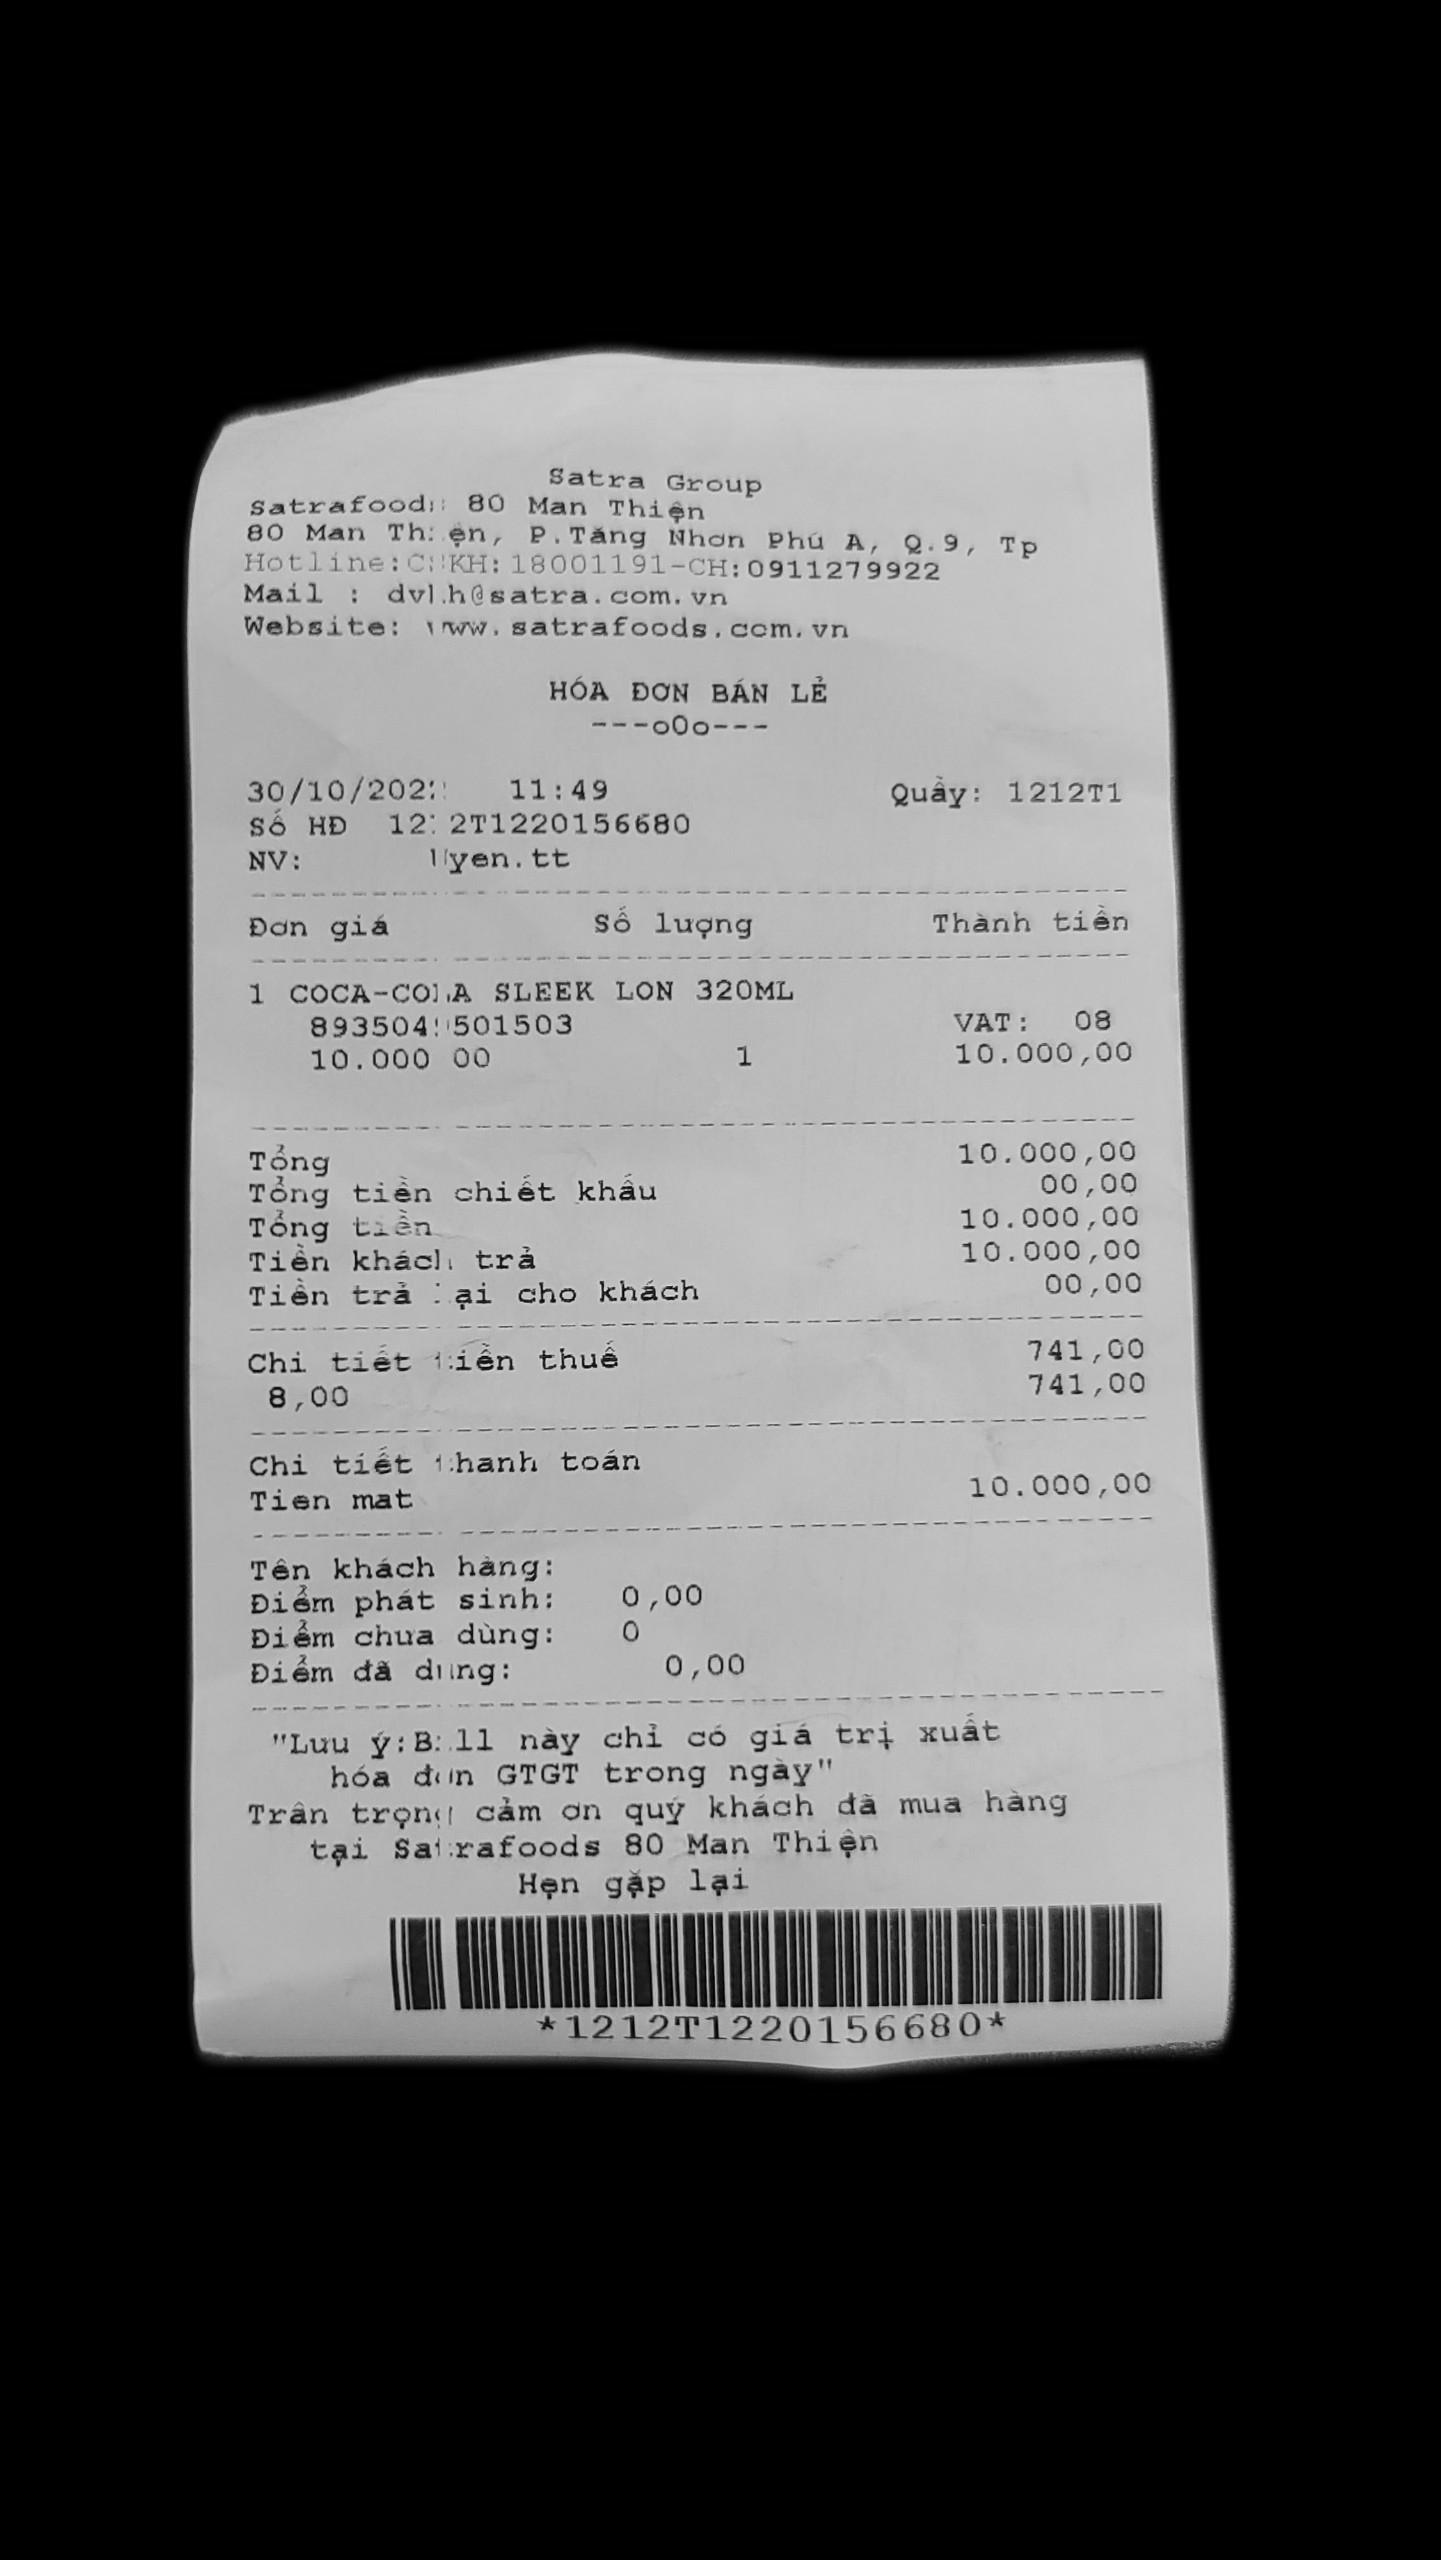 Satra Group
Satrafoods 80 Man Thiện
80 Man Thiện, P.Tăng Nhơn Phú A, Q.9, Tp
Hotline:CSKH:18001191-CH:0911279922
Mail : dvkh@satra.com.vn
Website: www.satrafoods.com.vn
HÓA ĐƠN BÁN LẺ
---oOo---
30/10/2022 11:49 Quầy: 1212T1
Số HĐ 1212T1220156680
NV: Uyen.tt
Đơn giá Số lượng Thành tiền
1 COCA-COLA SLEEK LON 320ML
8935049501503 VAT: 08
10.000 00 1 10.000,00
Tổng 10.000,00
Tổng tiền chiết khấu 00,00
Tổng tiền 10.000,00
Tiền khách trả 10.000,00
Tiền trả lại cho khách 00,00
Chi tiết tiền thuế 741,00
8,00 741,00
Chi tiết thanh toán
Tien mat 10.000,00
Tên khách hàng:
Điểm phát sinh: 0,00
Điểm chưa dùng: 0
Điểm đã dùng: 0,00
"Lưu ý:Bill này chỉ có giá trị xuất
hóa đơn GTGT trong ngày"
Trân trọng cảm ơn quý khách đã mua hàng
tại Satrafoods 80 Man Thiện
Hẹn gặp lại
*1212T1220156680*